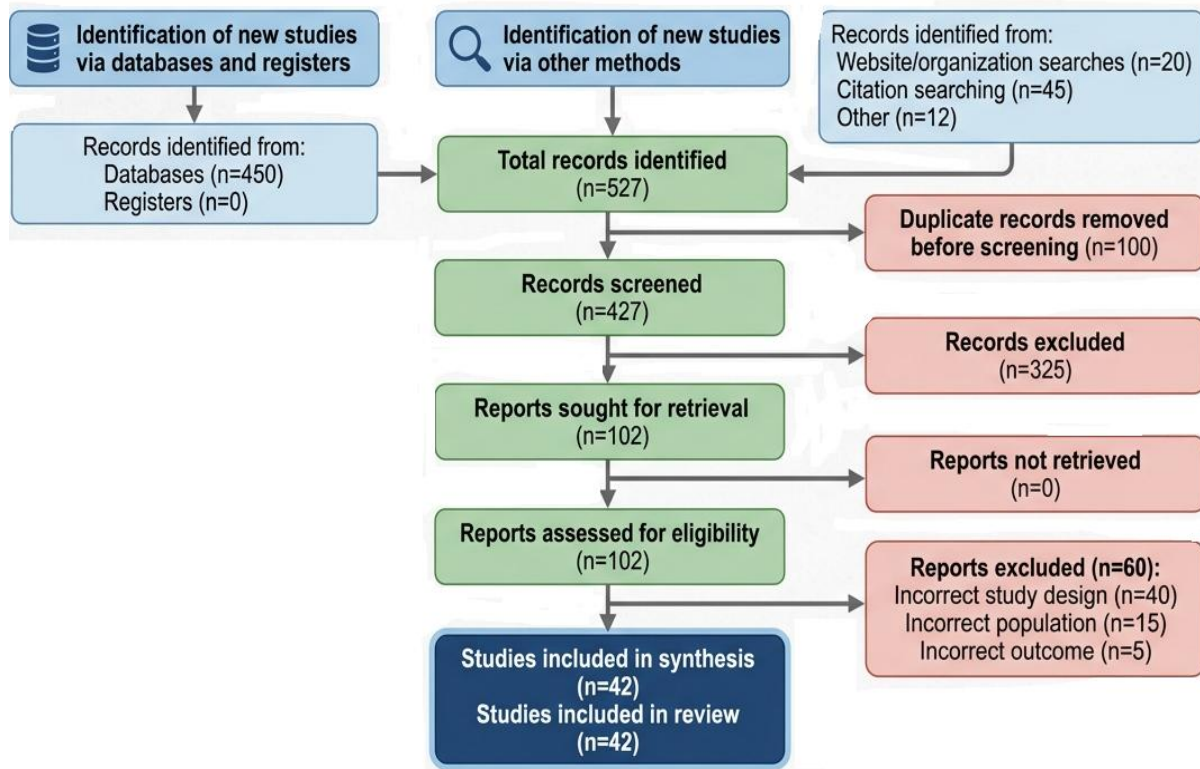 Identification of new studies
via databases and registers
Identification of new studies
via other methods
Records identified from:
Website/organization searches (n=20)
Citation searching (n=45)
Other (n=12)
Records identified from:
Databases (n=450)
Registers (n=0)
Total records identified
(n=527)
Duplicate records removed
before screening (n=100)
Records screened
(n=427)
Records excluded
(n=325)
Reports sought for retrieval
(n=102)
Reports not retrieved
(n=0)
Reports assessed for eligibility
(n=102)
Reports excluded (n=60):
Incorrect study design (n=40)
Incorrect population (n=15)
Incorrect outcome (n=5)
Studies included in synthesis
(n=42)
Studies included in review
(n=42)